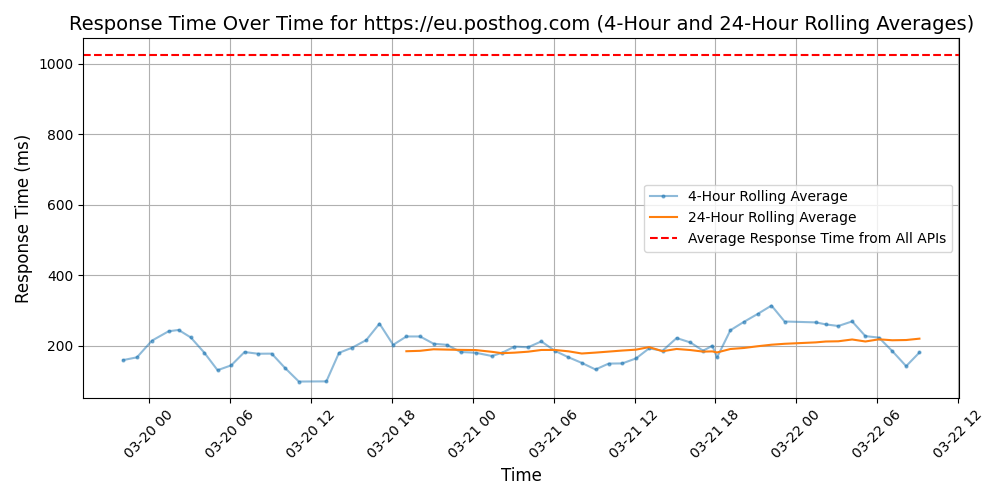 Response Time Over Time for https://eu.posthog.com (4-Hour and 24-Hour Rolling Averages)
Response Time (ms)
1000
800
600
400
200
4-Hour Rolling Average
24-Hour Rolling Average
Average Response Time from All APIs
03-20 00
03-20 06
03-20 12
03-20 18
03-21 00
03-21 06
03-21 12
03-21 18
03-22 00
03-22 06
03-22 12
Time